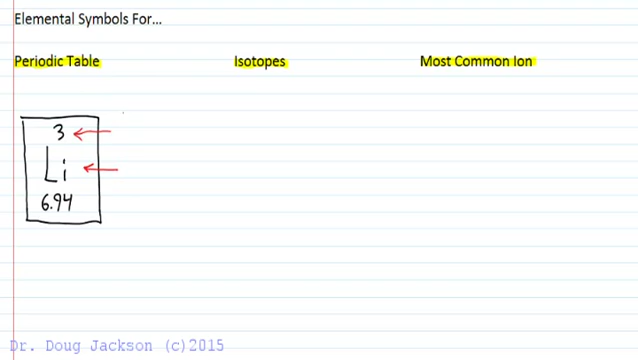 Elemental Symbols For...
Periodic Table Isotopes Most Common Ion
3
Li
6.94
Dr. Doug Jackson (c)2015